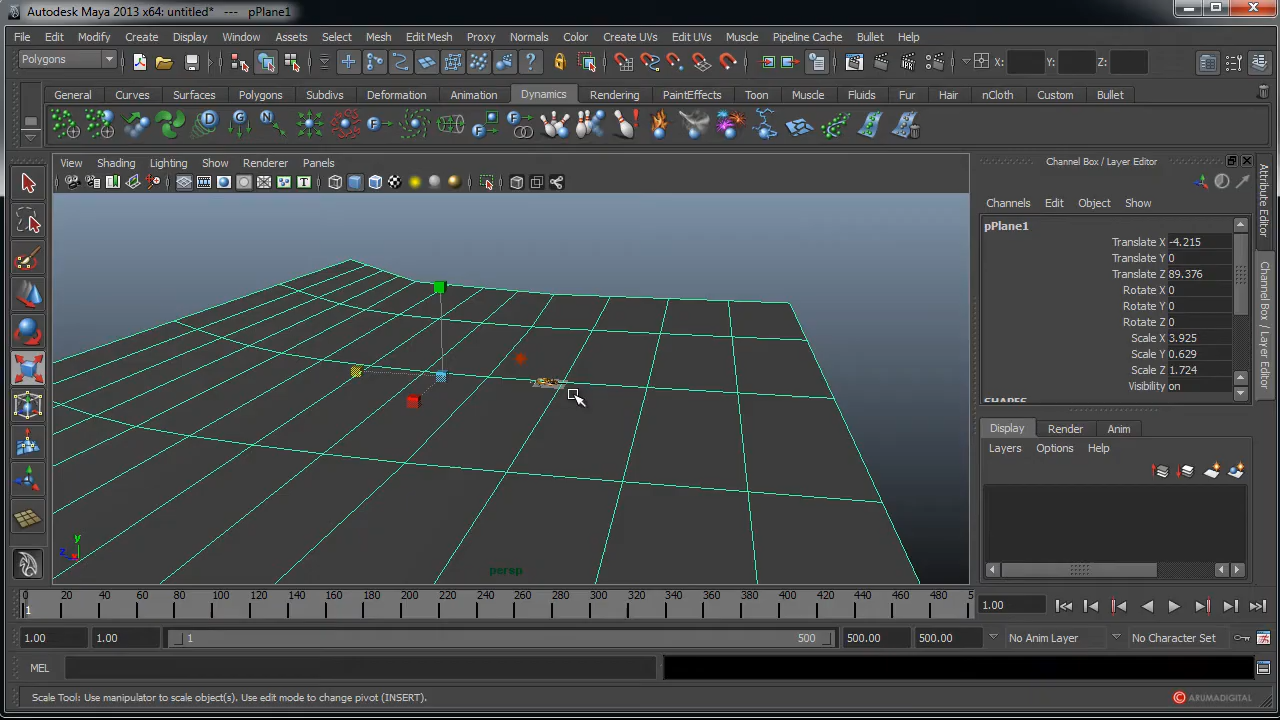 Autodesk Maya 2013 x64: untitled* --- pPlane1
File Edit Modify Create Display Window Assets Select Mesh Edit Mesh Proxy Normals Color Create UVs Edit UVs Muscle Pipeline Cache Bullet Help
Polygons X: Y: Z:
General Curves Surfaces Polygons Subdivs Deformation Animation Dynamics Rendering PaintEffects Toon Muscle Fluids Fur Hair nCloth Custom Bullet
View Shading Lighting Show Renderer Panels
Channel Box / Layer Editor
Channels Edit Object Show
pPlane1
Translate X -4.215
Translate Y 0
Translate Z 89.376
Rotate X 0
Rotate Y 0
Rotate Z 0
Scale X 3.925
Scale Y 0.629
Scale Z 1.724
Visibility on
SHAPES
Attribute Editor
Channel Box / Layer Editor
Display Render Anim
Layers Options Help
y
z
persp
0 20 40 60 80 100 120 140 160 180 200 220 240 260 280 300 320 340 360 380 400 420 440 460 480 5
1
1.00
1.00 1.00 1 500 500.00 500.00 No Anim Layer No Character Set
MEL
Scale Tool: Use manipulator to scale object(s). Use edit mode to change pivot (INSERT).
© ARUMADIGITAL